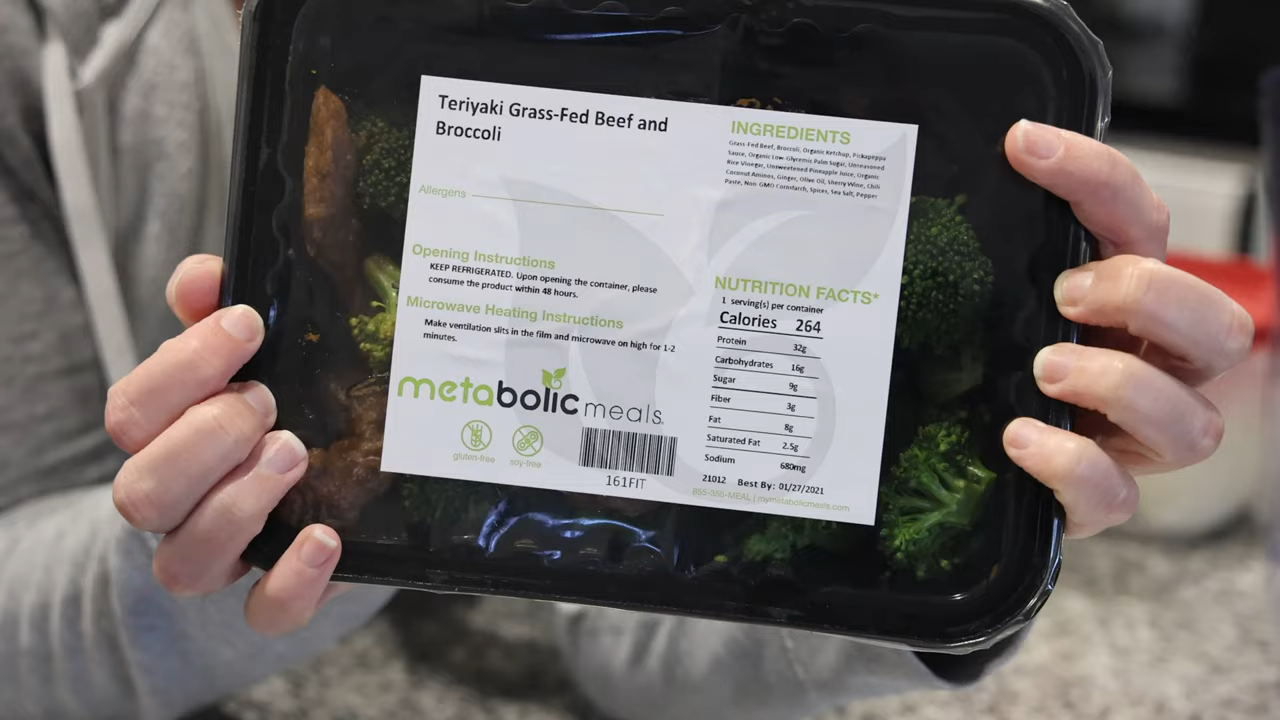 Teriyaki Grass-Fed Beef and
Broccoli
Allergens
Opening Instructions
KEEP REFRIGERATED. Upon opening the container, please
consume the product within 48 hours.
Microwave Heating Instructions
Make ventilation slits in the film and microwave on high for 1-2
minutes.
metabolic meals
gluten-free soy-free
161FIT
INGREDIENTS
Grass-Fed Beef, Broccoli, Organic Ketchup, Pickapeppa
Sauce, Organic Low-Glycemic Palm Sugar, Unseasoned
Rice Vinegar, Unsweetened Pineapple Juice, Organic
Coconut Aminos, Ginger, Olive Oil, Sherry Wine, Chili
Paste, Non GMO Cornstarch, Spices, Sea Salt, Pepper
NUTRITION FACTS*
1 serving(s) per container
Calories 264
Protein 32g
Carbohydrates 16g
Sugar 9g
Fiber 3g
Fat 8g
Saturated Fat 2.5g
Sodium 680mg
21012 Best By: 01/27/2021
855-355-MEAL | mymetabolicmeals.com